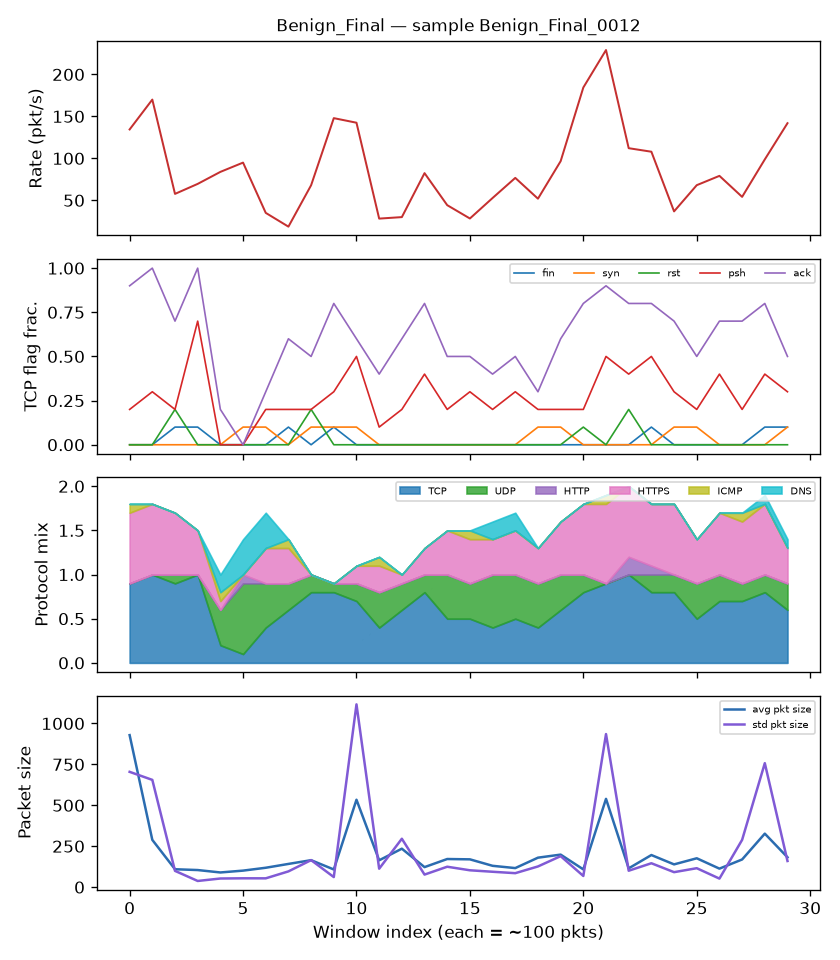 Benign_Final — sample Benign_Final_0012
Rate (pkt/s)
200
150
100
50
TCP flag frac.
1.00
0.75
0.50
0.25
0.00
fin syn rst psh ack
Protocol mix
2.0
1.5
1.0
0.5
0.0
TCP UDP HTTP HTTPS ICMP DNS
Packet size
1000
750
500
250
0
avg pkt size
std pkt size
0 5 10 15 20 25 30
Window index (each = ~100 pkts)